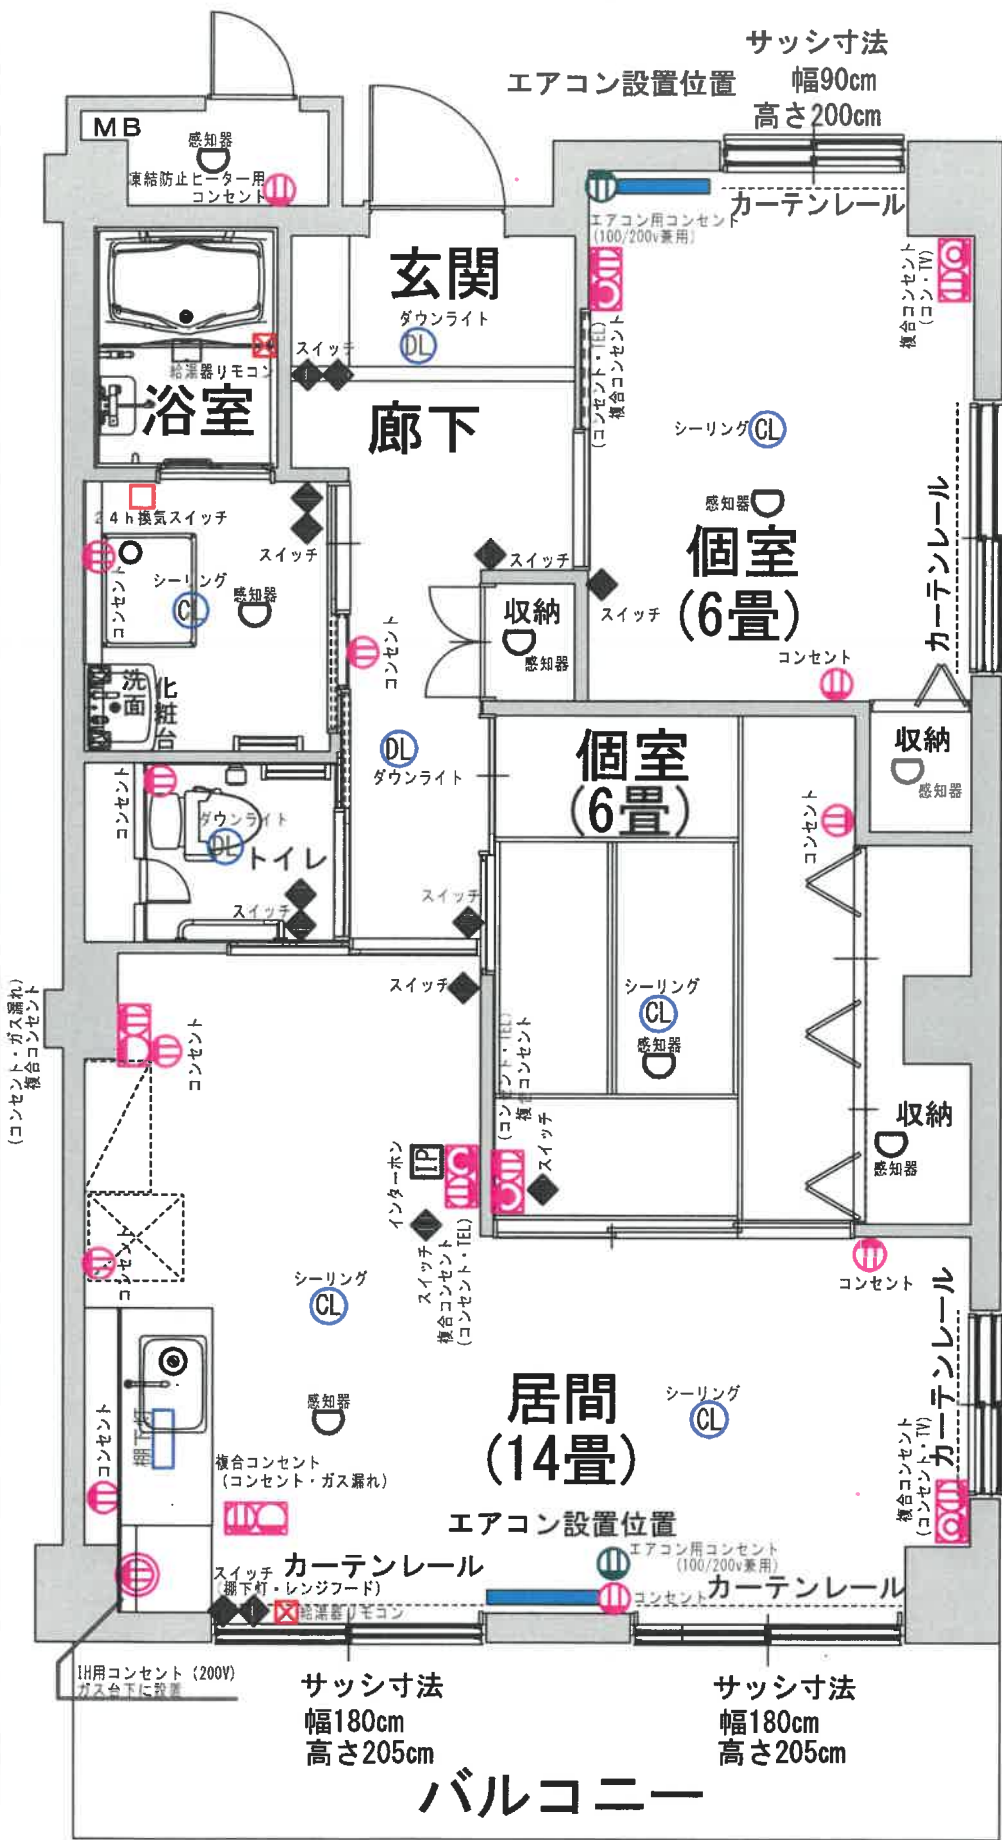 サッシ寸法
幅90cm
高さ200cm
エアコン設置位置
MB
感知器
凍結防止ヒーター用
コンセント
カーテンレール
エアコン用コンセント
(100/200v兼用)
玄関
ダウンライト
DL
スイッチ
複合コンセント
(コンセント・TEL)
複合コンセント
(コン・TV)
給湯器リモコン
浴室
廊下
シーリング
CL
カーテンレール
感知器
個室
(6畳)
24h換気スイッチ
スイッチ
スイッチ
スイッチ
コンセント
シーリング
CL
感知器
収納
感知器
コンセント
コンセント
洗面
化粧台
DL
ダウンライト
個室
(6畳)
収納
感知器
コンセント
コンセント
ダウンライト
DL
トイレ
スイッチ
スイッチ
スイッチ
シーリング
CL
感知器
複合コンセント
(コンセント・ガス漏れ)
コンセント
複合コンセント
(コンセント・TEL)
スイッチ
収納
感知器
インターホン
IP
スイッチ
複合コンセント
(コンセント・TEL)
コンセント
コンセント
シーリング
CL
カーテンレール
居間
(14畳)
シーリング
CL
感知器
棚下灯
コンセント
複合コンセント
(コンセント・ガス漏れ)
複合コンセント
(コンセント・TV)
エアコン設置位置
エアコン用コンセント
(100/200v兼用)
スイッチ
(棚下灯・レンジフード)
カーテンレール
コンセント
カーテンレール
給湯器リモコン
IH用コンセント(200V)
ガス台下に設置
サッシ寸法
幅180cm
高さ205cm
サッシ寸法
幅180cm
高さ205cm
バルコニー